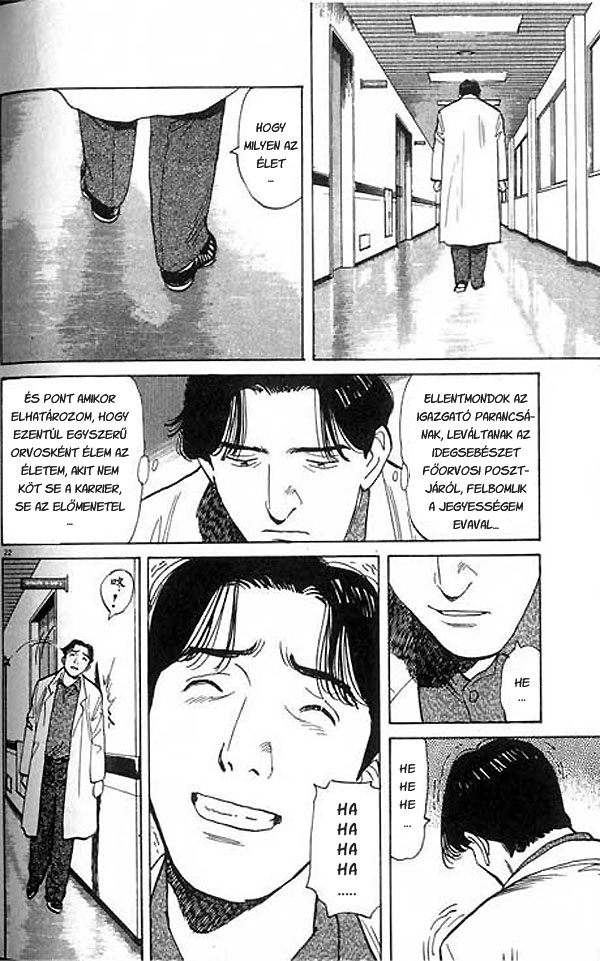 HOGY
MILYEN AZ
ÉLET
...
ELLENTMONDOK AZ
IGAZGATÓ PARANCSÁ-
NAK, LEVÁLTANAK AZ
IDEGSEBÉSZET
FŐORVOSI POSZT-
JÁRÓL, FELBOMLIK
A JEGYESSÉGEM
EVAVAL...
ÉS PONT AMIKOR
ELHATÁROZOM, HOGY
EZENTÚL EGYSZERŰ
ORVOSKÉNT ÉLEM AZ
ÉLETEM, AKIT NEM
KÖT SE A KARRIER,
SE AZ ELŐMENETEL
...
22
HE
...
HE
HE
HE
...
HA
HA
HA
HA
.....